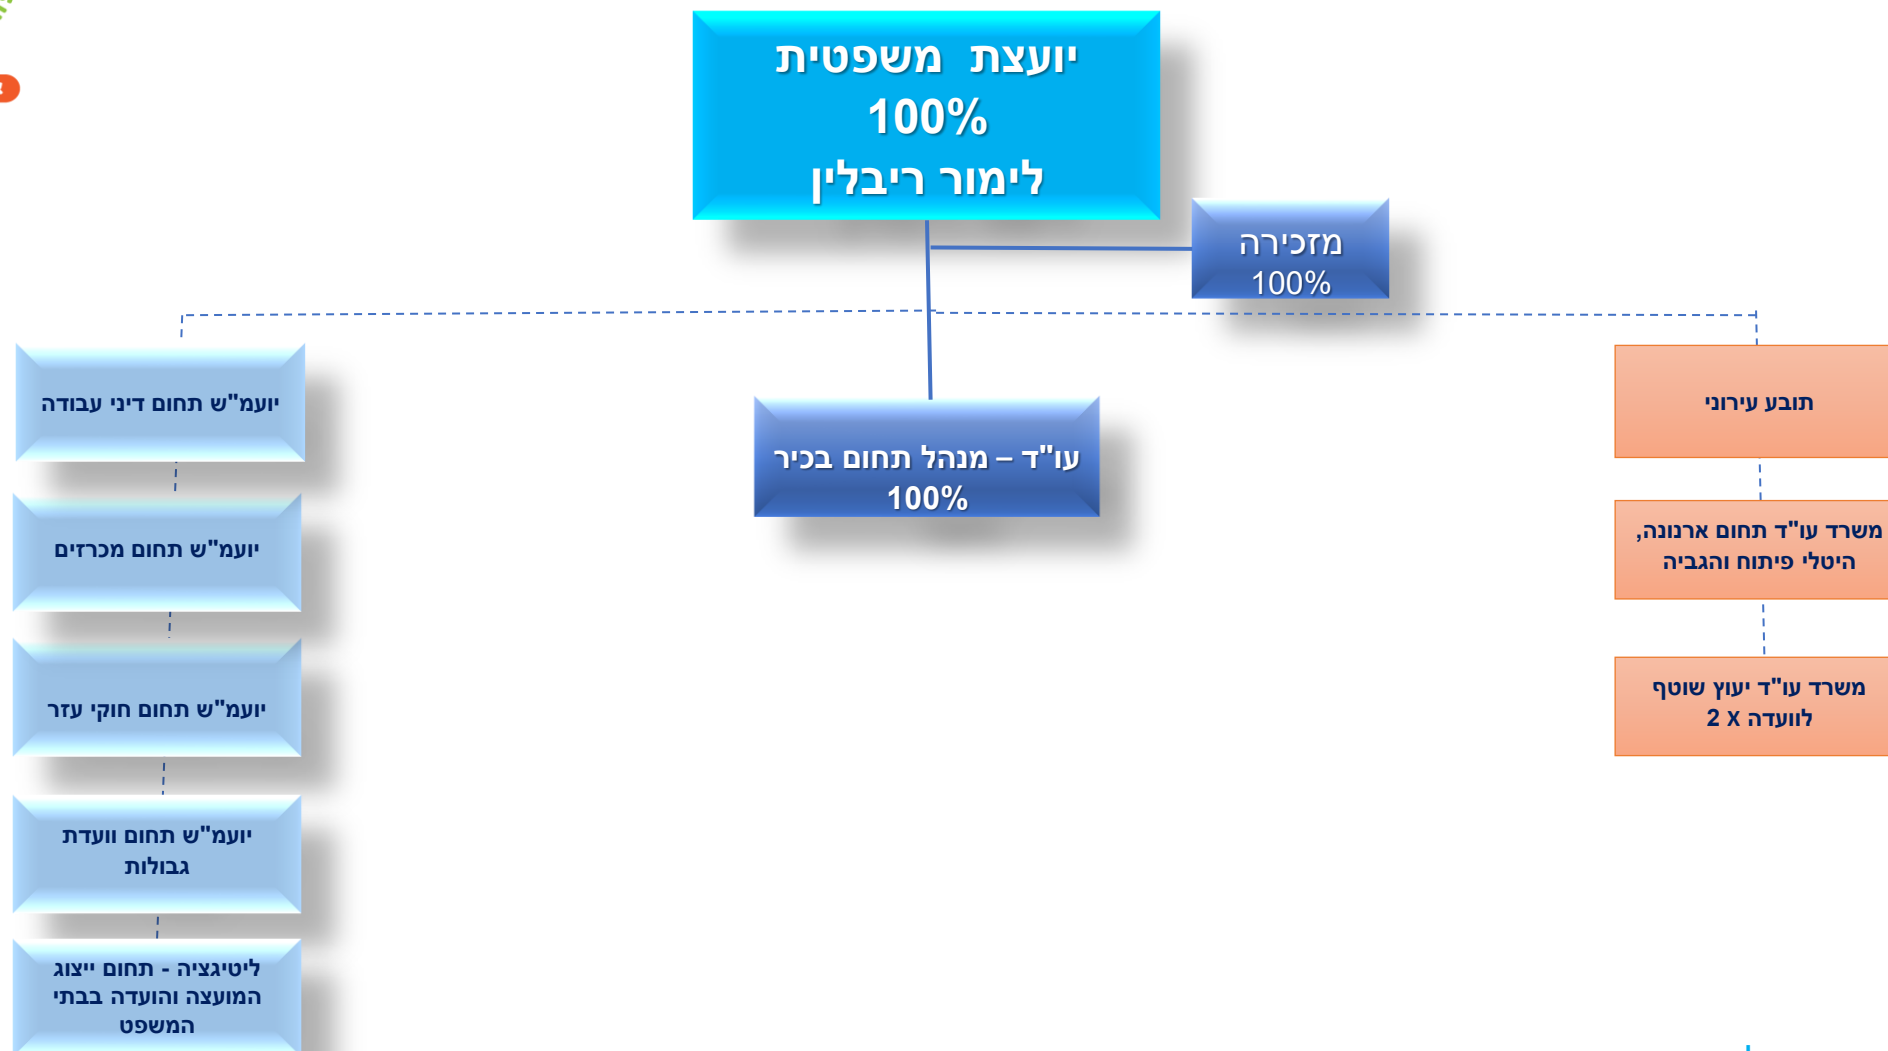 יועצת משפטית
100%
לימור ריבלין
מזכירה
100%
עו"ד – מנהל תחום בכיר
100%
תובע עירוני
משרד עו"ד תחום ארנונה,
היטלי פיתוח והגביה
משרד עו"ד יעוץ שוטף
לוועדה X 2
יועמ"ש תחום דיני עבודה
יועמ"ש תחום מכרזים
יועמ"ש תחום חוקי עזר
יועמ"ש תחום וועדת
גבולות
ליטיגציה - תחום ייצוג
המועצה והועדה בבתי
המשפט